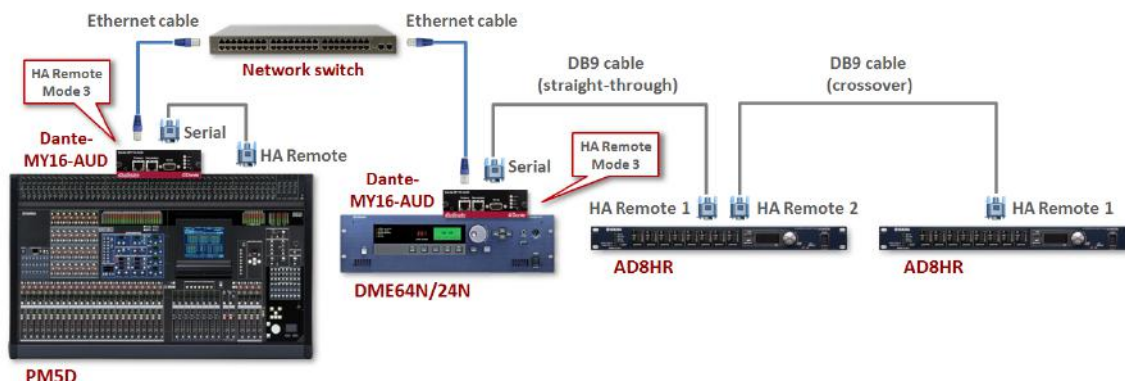 Ethernet cable
Ethernet cable
Network switch
DB9 cable
(straight-through)
DB9 cable
(crossover)
HA Remote
Mode 3
Serial
HA Remote
Dante-
MY16-AUD
Serial
HA Remote
Mode 3
Dante-
MY16-AUD
HA Remote 1
HA Remote 2
HA Remote 1
AD8HR
AD8HR
DME64N/24N
PM5D